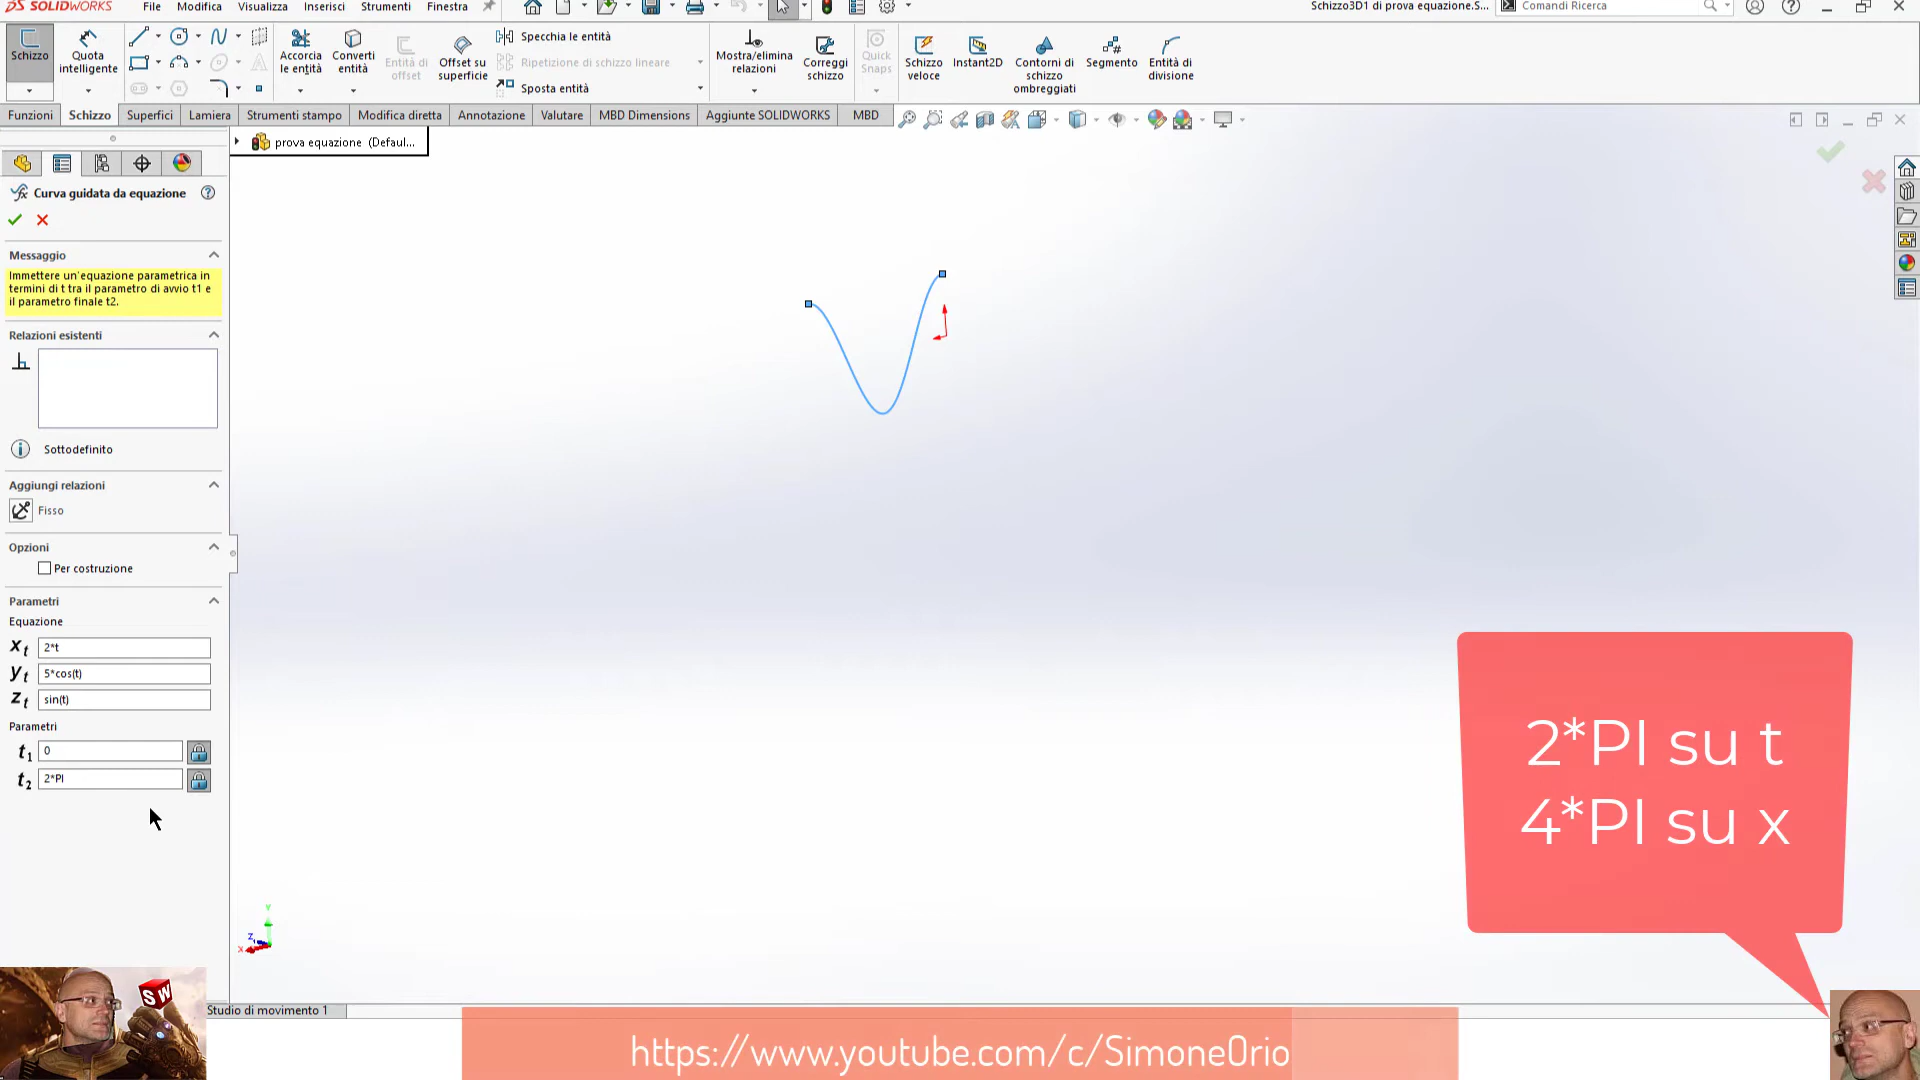 SOLIDWORKS
File Modifica Visualizza Inserisci Strumenti Finestra
Schizzo3D1 di prova equazione.S...
Comandi Ricerca
Schizzo
Quota intelligente
Accorcia le entità
Converti entità
Entità di offset
Offset su superficie
Specchia le entità
Ripetizione di schizzo lineare
Sposta entità
Mostra/elimina relazioni
Correggi schizzo
Quick Snaps
Schizzo veloce
Instant2D
Contorni di schizzo ombreggiati
Segmento
Entità di divisione
Funzioni Schizzo Superfici Lamiera Strumenti stampo Modifica diretta Annotazione Valutare MBD Dimensions Aggiunte SOLIDWORKS MBD
prova equazione (Defaul...
Curva guidata da equazione
Messaggio
Immettere un'equazione parametrica in
termini di t tra il parametro di avvio t1 e
il parametro finale t2.
Relazioni esistenti
Sottodefinito
Aggiungi relazioni
Fisso
Opzioni
Per costruzione
Parametri
Equazione
xt 2*t
yt 5*cos(t)
zt sin(t)
Parametri
t1 0
t2 2*PI
2*PI su t
4*PI su x
Y
Z
X
SW
Studio di movimento 1
https://www.youtube.com/c/SimoneOrio